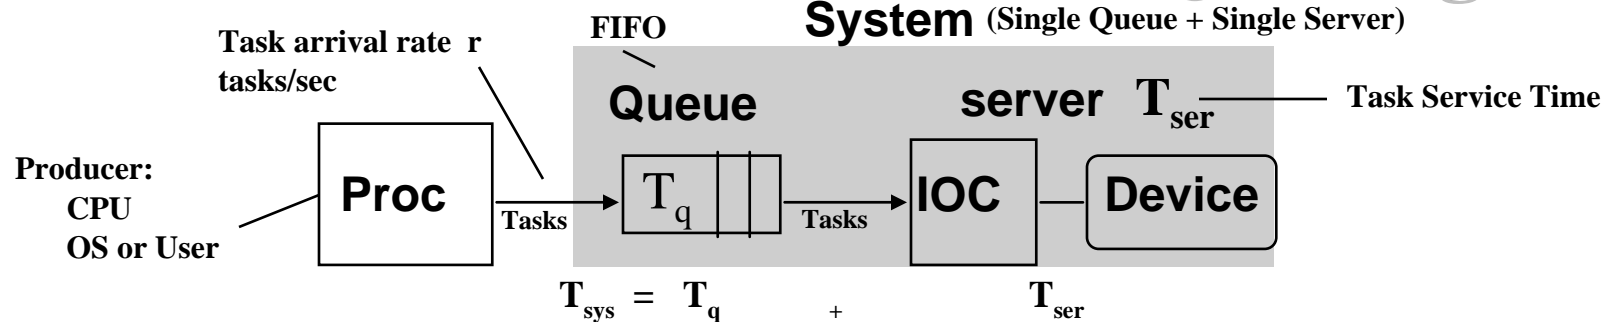 System (Single Queue + Single Server)
FIFO
Task arrival rate r
tasks/sec
Queue
server T_ser
Task Service Time
Producer:
CPU
OS or User
Proc
Tasks
T_q
Tasks
IOC
Device
T_sys = T_q + T_ser